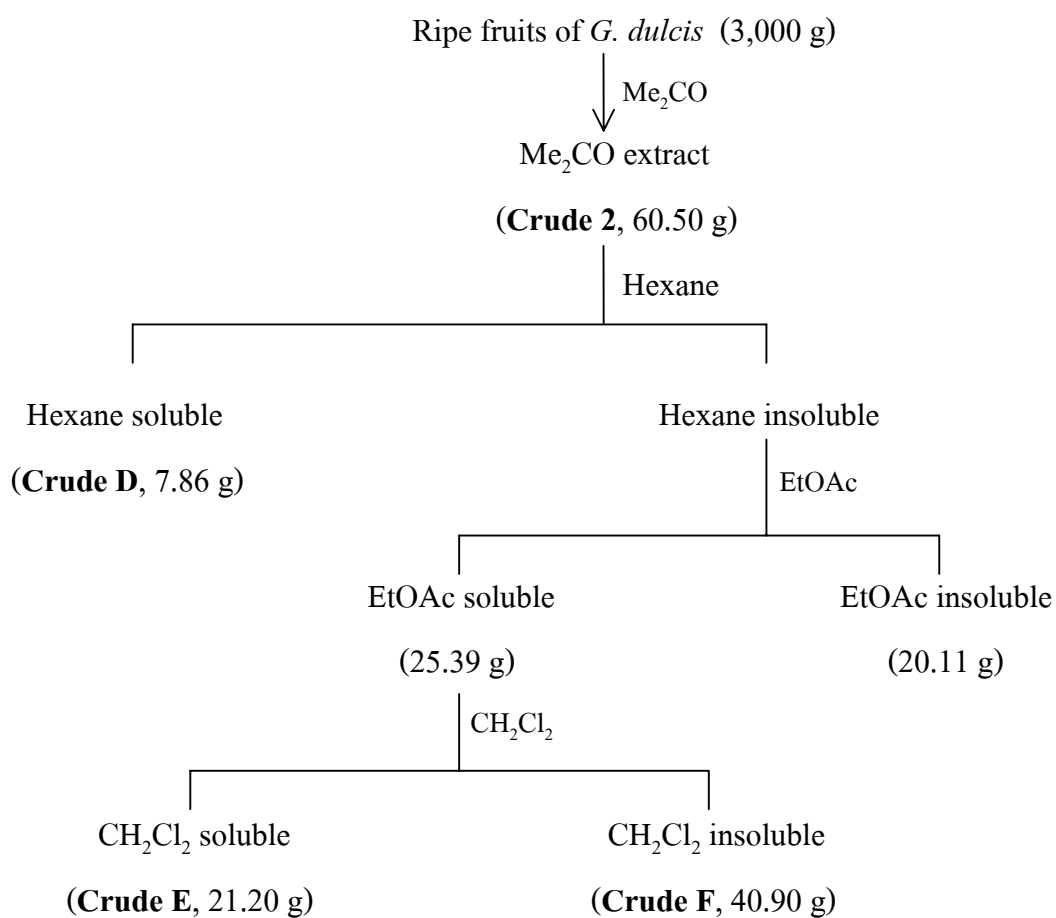 Ripe fruits of G. dulcis (3,000 g)
Me₂CO
Me₂CO extract
(Crude 2, 60.50 g)
Hexane
Hexane soluble
Hexane insoluble
(Crude D, 7.86 g)
EtOAc
EtOAc soluble
EtOAc insoluble
(25.39 g)
(20.11 g)
CH₂Cl₂
CH₂Cl₂ soluble
CH₂Cl₂ insoluble
(Crude E, 21.20 g)
(Crude F, 40.90 g)